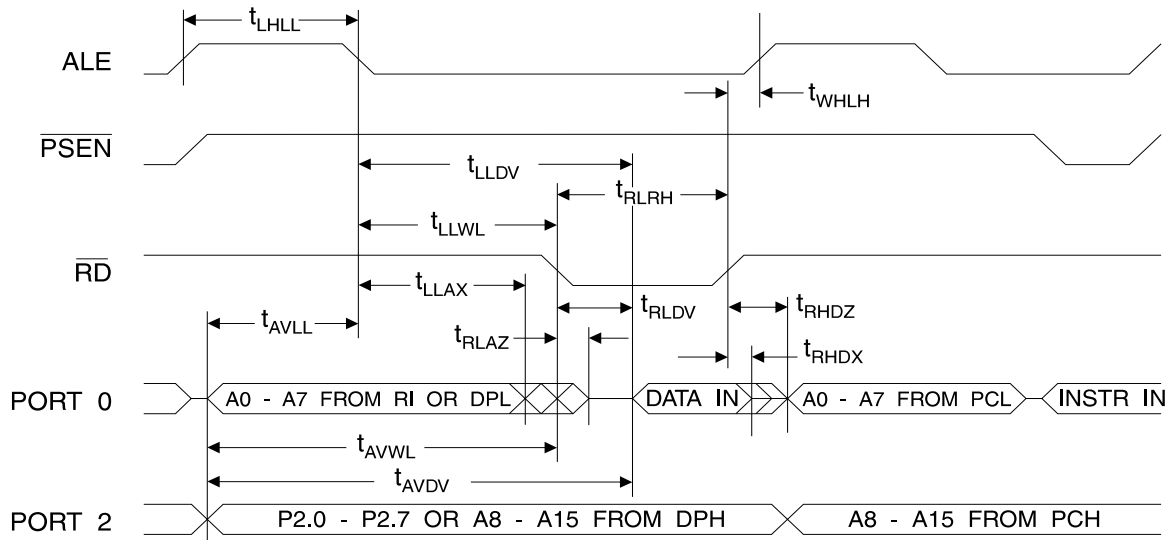 tLHLL
ALE
tWHLH
PSEN
tLLDV
tRLRH
tLLWL
RD
tLLAX
tRLDV
tRHDZ
tAVLL
tRLAZ
tRHDX
PORT 0
A0 - A7 FROM RI OR DPL
DATA IN
A0 - A7 FROM PCL
INSTR IN
tAVWL
tAVDV
PORT 2
P2.0 - P2.7 OR A8 - A15 FROM DPH
A8 - A15 FROM PCH